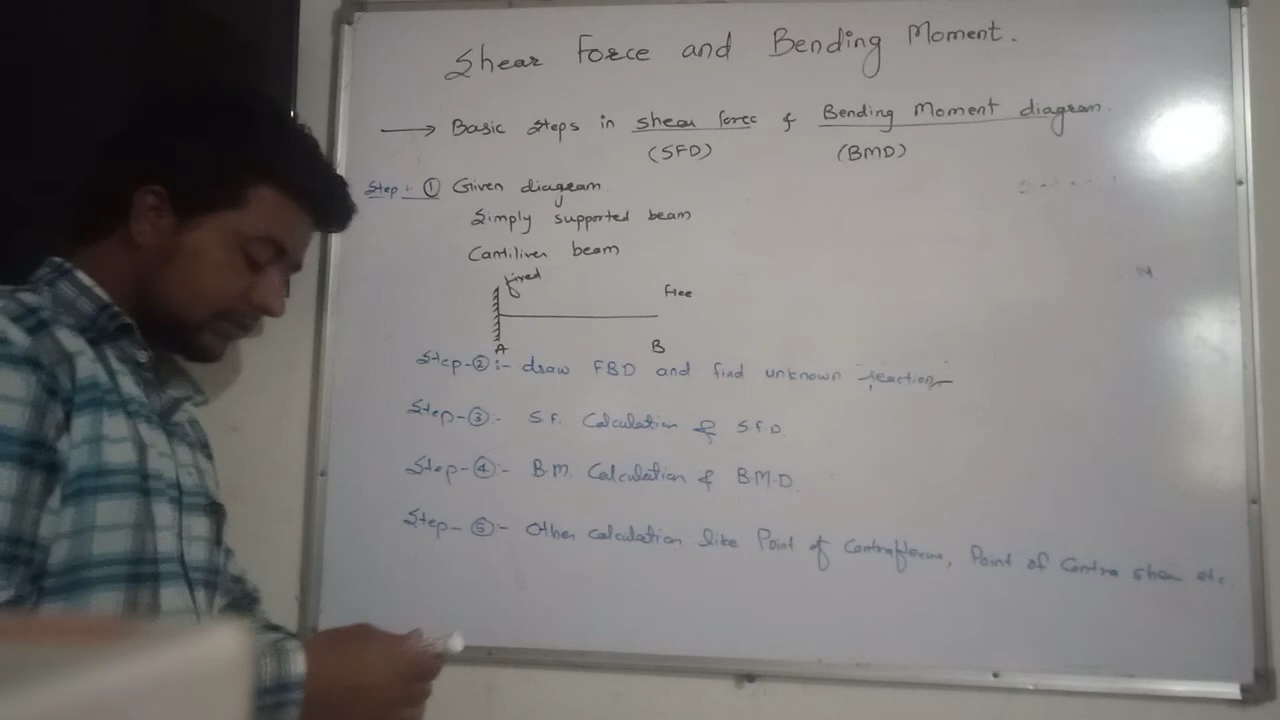 Shear Force and Bending Moment.
→ Basic steps in shear force & Bending Moment diagram.
(SFD) (BMD)
Step:- ① Given diagram
Simply supported beam
Cantiliver beam
fixed
Free
A B
Step-②:- draw FBD and find unknown reaction
Step-③:- S.F. Calculation & S.F.D.
Step-④:- B.M. Calculation & B.M.D.
Step-⑤:- Other calculation like Point of Contraflexure, Point of Contra shear etc.